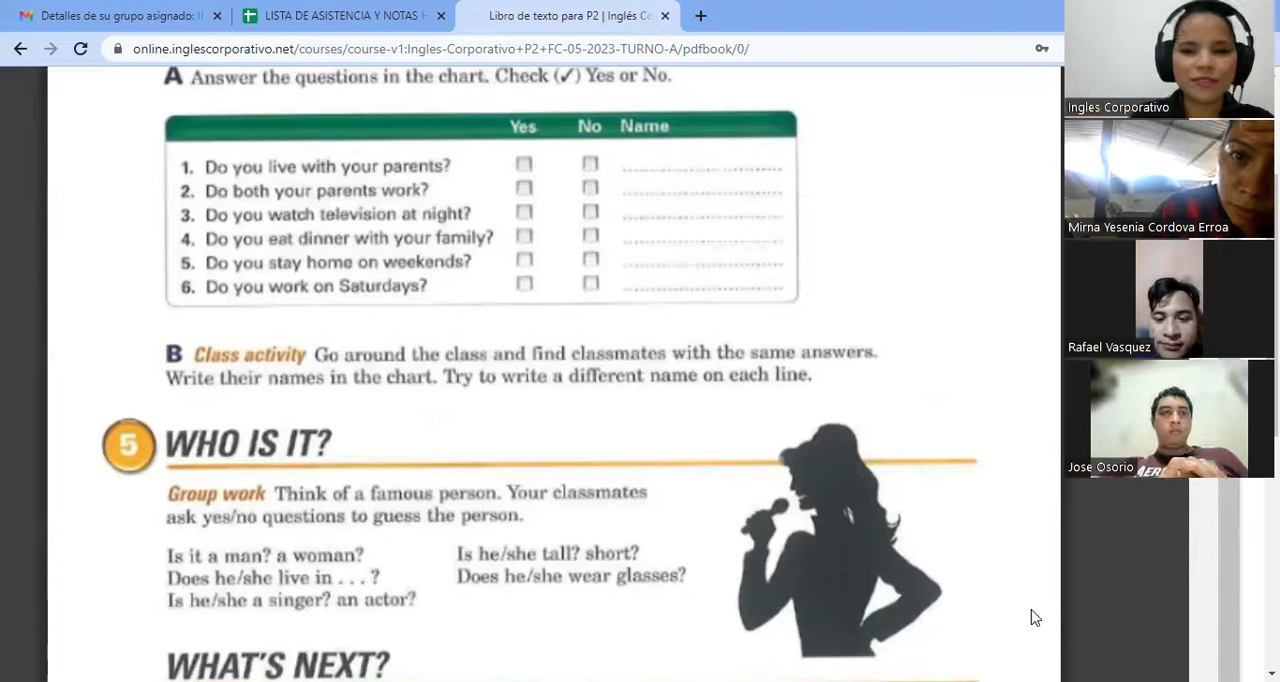 Detalles de su grupo asignado: I
LISTA DE ASISTENCIA Y NOTAS
Libro de texto para P2 | Inglés Co
online.inglescorporativo.net/courses/course-v1:Ingles-Corporativo+P2+FC-05-2023-TURNO-A/pdfbook/0/
A Answer the questions in the chart. Check (✓) Yes or No.
Yes No Name
1. Do you live with your parents?
2. Do both your parents work?
3. Do you watch television at night?
4. Do you eat dinner with your family?
5. Do you stay home on weekends?
6. Do you work on Saturdays?
B Class activity Go around the class and find classmates with the same answers.
Write their names in the chart. Try to write a different name on each line.
5 WHO IS IT?
Group work Think of a famous person. Your classmates
ask yes/no questions to guess the person.
Is it a man? a woman?
Does he/she live in . . . ?
Is he/she a singer? an actor?
Is he/she tall? short?
Does he/she wear glasses?
WHAT'S NEXT?
Ingles Corporativo
Mirna Yesenia Cordova Erroa
Rafael Vasquez
Jose Osorio
AER